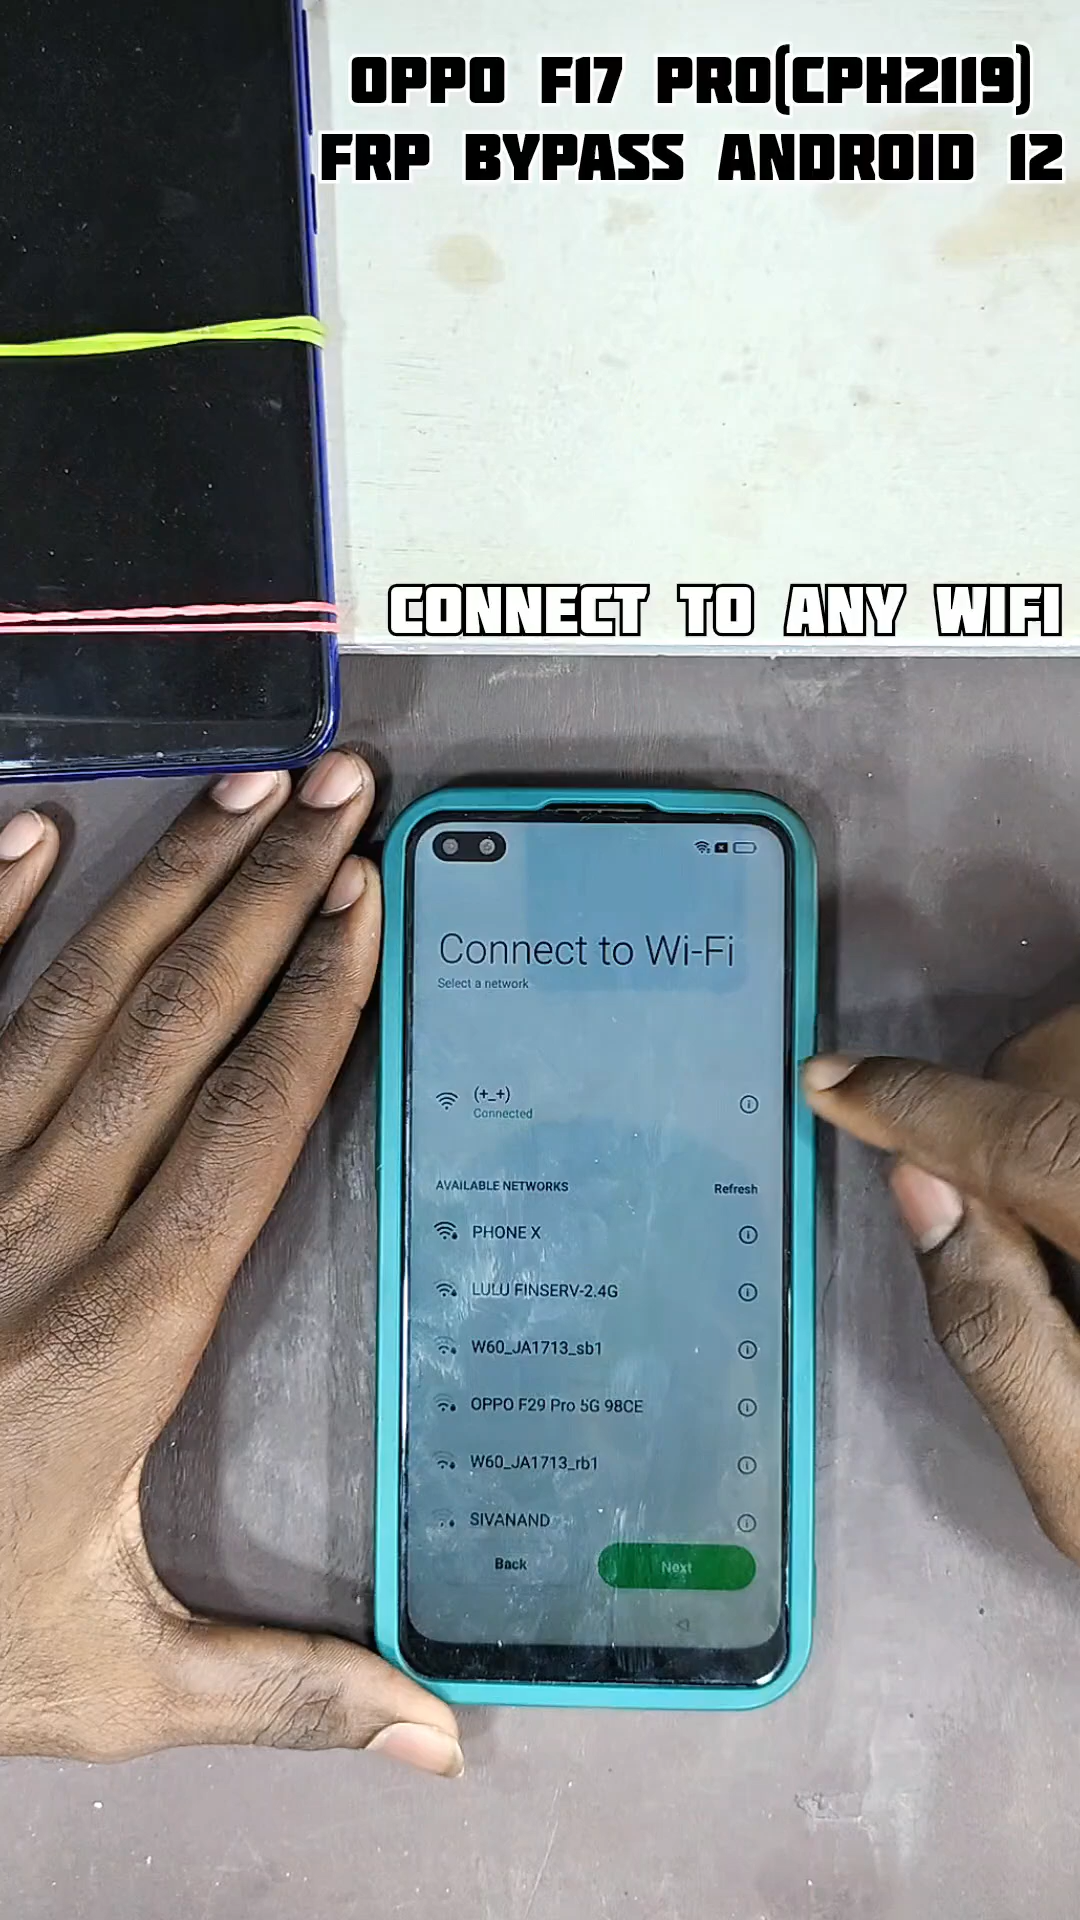 OPPO F17 PRO(CPH2119)
FRP BYPASS ANDROID 12
CONNECT TO ANY WIFI
Connect to Wi-Fi
Select a network
(+_+)
Connected
AVAILABLE NETWORKS Refresh
PHONE X
LULU FINSERV-2.4G
W60_JA1713_sb1
OPPO F29 Pro 5G 98CE
W60_JA1713_rb1
SIVANAND
Back Next